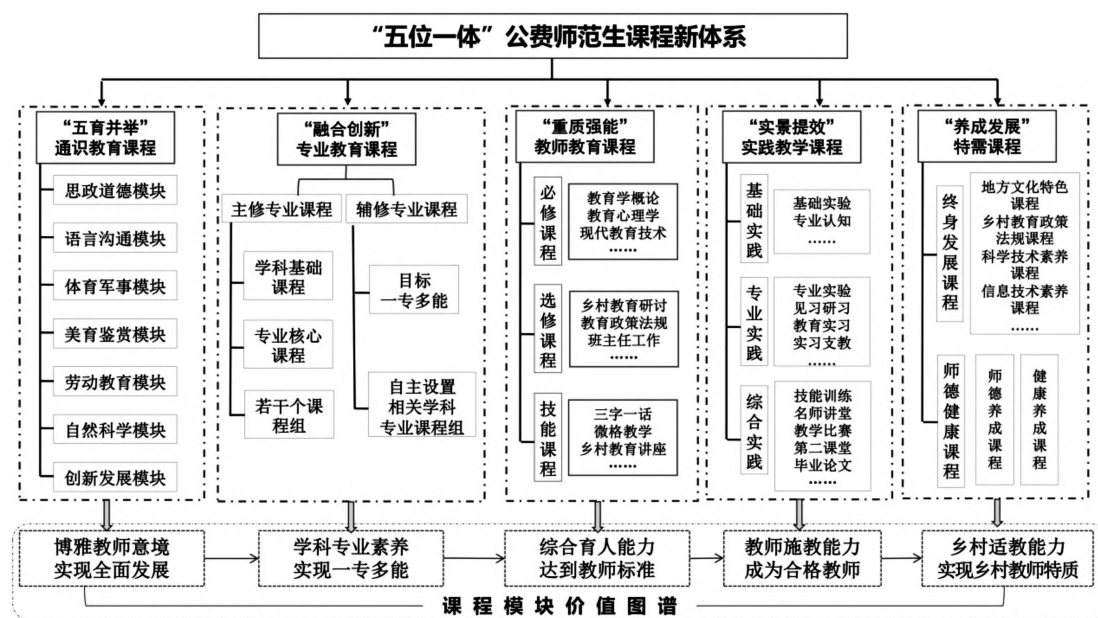 “五位一体”公费师范生课程新体系
“五育并举”
通识教育课程
思政道德模块
语言沟通模块
体育军事模块
美育鉴赏模块
劳动教育模块
自然科学模块
创新发展模块
“融合创新”
专业教育课程
主修专业课程
学科基础
课程
专业核心
课程
若干个课
程组
辅修专业课程
目标
一专多能
自主设置
相关学科
专业课程组
“重质强能”
教师教育课程
必修课程
教育学概论
教育心理学
现代教育技术
……
选修课程
乡村教育研讨
教育政策法规
班主任工作
……
技能课程
三字一话
微格教学
乡村教育讲座
……
“实景提效”
实践教学课程
基础实践
基础实验
专业认知
……
专业实践
专业实验
见习研习
教育实习
实习支教
……
综合实践
技能训练
名师讲堂
教学比赛
第二课堂
毕业论文
……
“养成发展”
特需课程
终身发展课程
地方文化特色
课程
乡村教育政策
法规课程
科学技术素养
课程
信息技术素养
课程
……
师德健康课程
师德养成课程
健康养成课程
博雅教师意境
实现全面发展
学科专业素养
实现一专多能
综合育人能力
达到教师标准
教师施教能力
成为合格教师
乡村适教能力
实现乡村教师特质
课程模块价值图谱